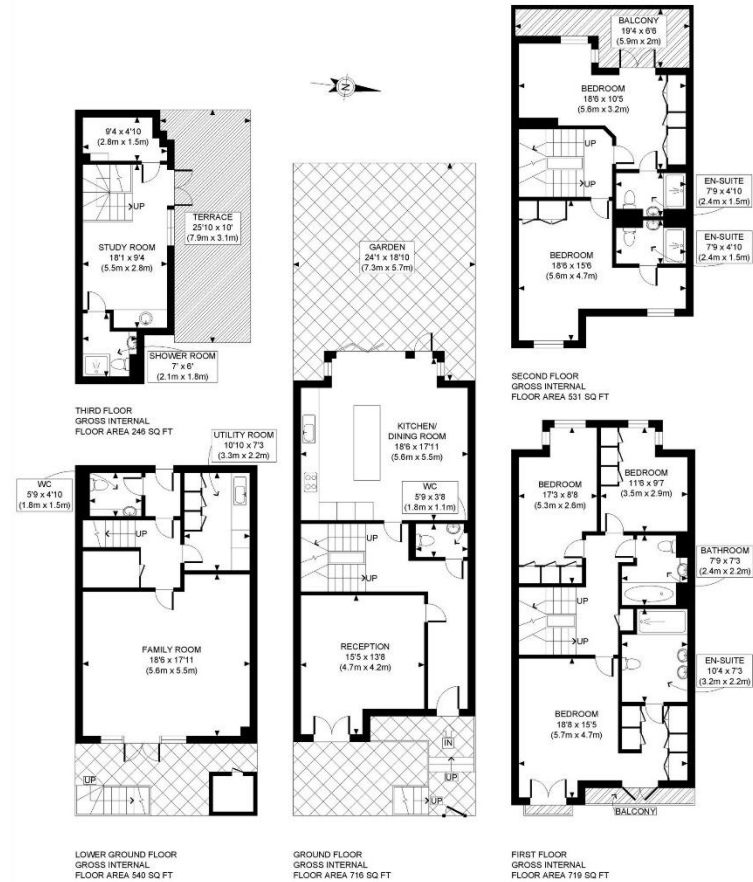 9'4 x 4'10
(2.8m x 1.5m)
UP
STUDY ROOM
18'1 x 9'4
(5.5m x 2.8m)
TERRACE
25'10 x 10'
(7.9m x 3.1m)
SHOWER ROOM
7' x 6'
(2.1m x 1.8m)
THIRD FLOOR
GROSS INTERNAL
FLOOR AREA 246 SQ FT
N
GARDEN
24'1 x 18'10
(7.3m x 5.7m)
KITCHEN/
DINING ROOM
18'6 x 17'11
(5.6m x 5.5m)
WC
5'9 x 3'8
(1.8m x 1.1m)
UP
UP
RECEPTION
15'5 x 13'8
(4.7m x 4.2m)
IN
UP
UP
GROUND FLOOR
GROSS INTERNAL
FLOOR AREA 716 SQ FT
BALCONY
19'4 x 6'6
(5.9m x 2m)
BEDROOM
18'6 x 10'5
(5.6m x 3.2m)
UP
UP
EN-SUITE
7'9 x 4'10
(2.4m x 1.5m)
EN-SUITE
7'9 x 4'10
(2.4m x 1.5m)
BEDROOM
18'6 x 15'6
(5.6m x 4.7m)
SECOND FLOOR
GROSS INTERNAL
FLOOR AREA 531 SQ FT
UTILITY ROOM
10'10 x 7'3
(3.3m x 2.2m)
WC
5'9 x 4'10
(1.8m x 1.5m)
UP
FAMILY ROOM
18'6 x 17'11
(5.6m x 5.5m)
UP
LOWER GROUND FLOOR
GROSS INTERNAL
FLOOR AREA 540 SQ FT
BEDROOM
17'3 x 8'8
(5.3m x 2.6m)
BEDROOM
11'6 x 9'7
(3.5m x 2.9m)
BATHROOM
7'9 x 7'3
(2.4m x 2.2m)
UP
UP
EN-SUITE
10'4 x 7'3
(3.2m x 2.2m)
BEDROOM
18'8 x 15'5
(5.7m x 4.7m)
BALCONY
FIRST FLOOR
GROSS INTERNAL
FLOOR AREA 719 SQ FT